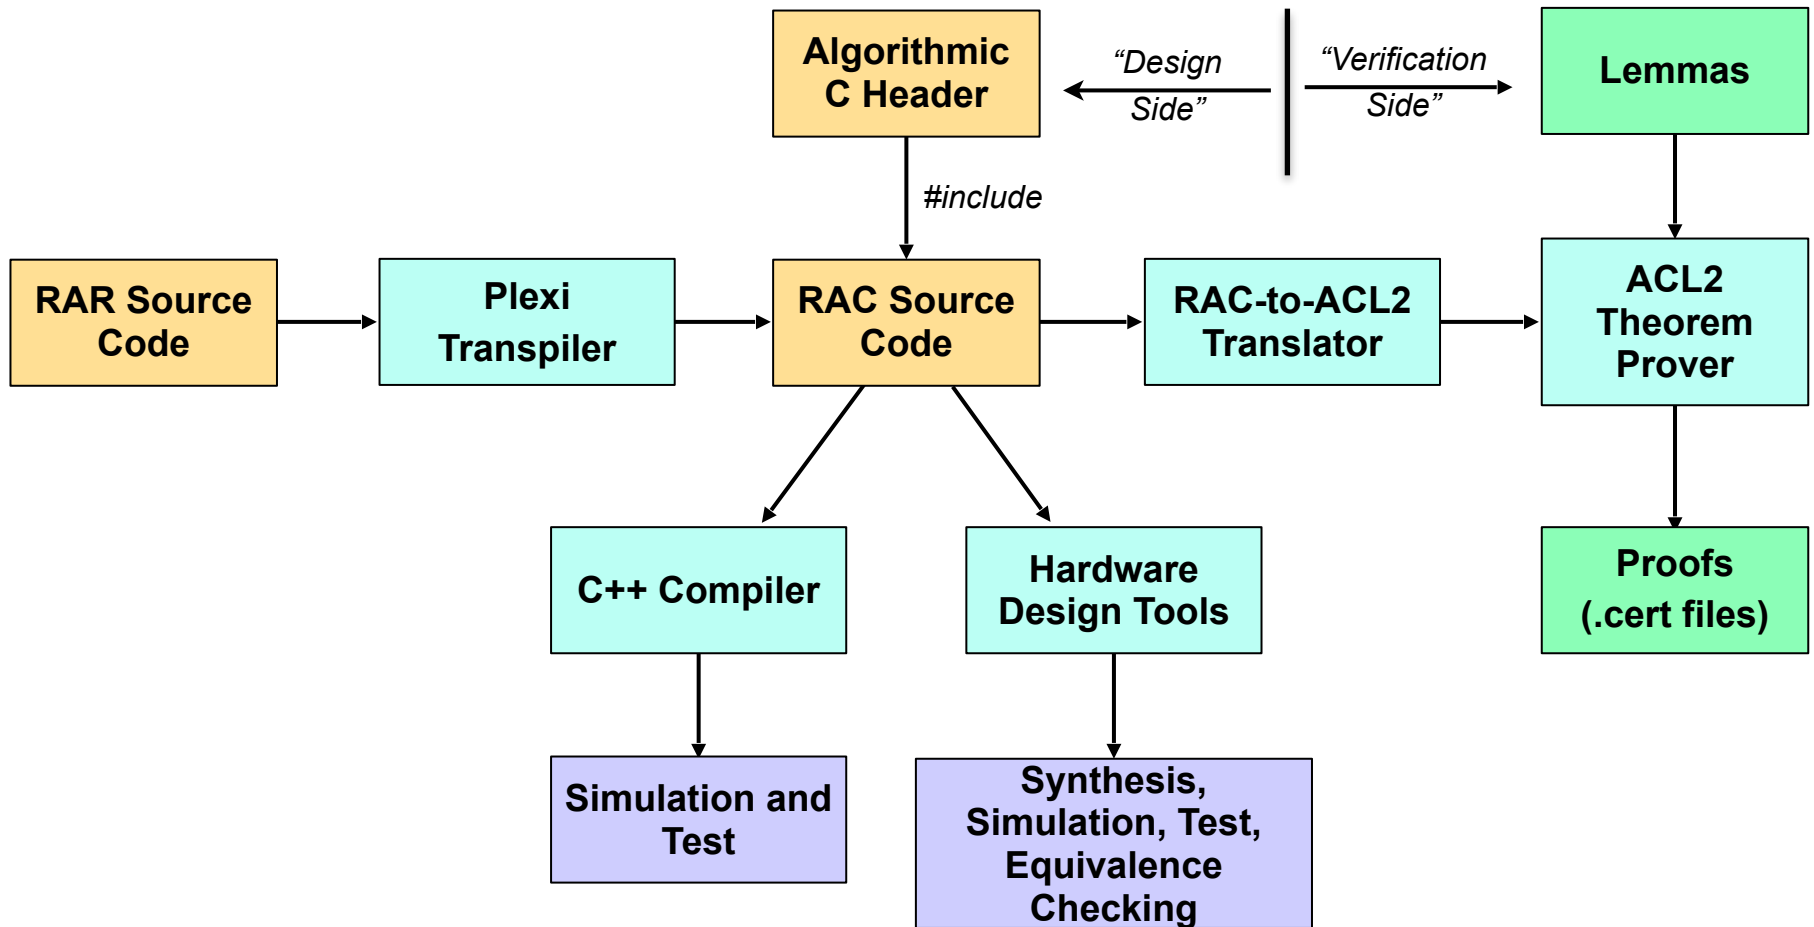 Algorithmic
C Header
“Design
Side”
“Verification
Side”
Lemmas
#include
RAR Source
Code
Plexi
Transpiler
RAC Source
Code
RAC-to-ACL2
Translator
ACL2
Theorem
Prover
C++ Compiler
Hardware
Design Tools
Proofs
(.cert files)
Simulation and
Test
Synthesis,
Simulation, Test,
Equivalence
Checking